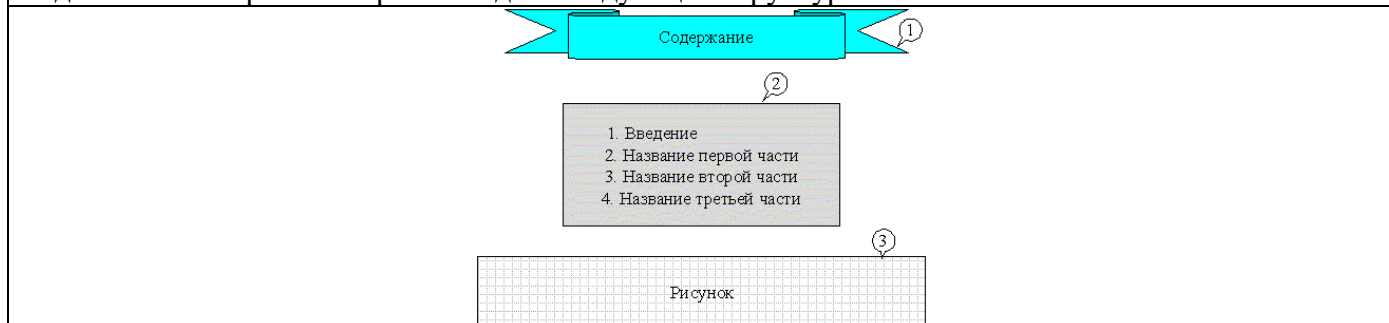 Содержание
1
2
1. Введение
2. Название первой части
3. Название второй части
4. Название третьей части
3
Рисунок